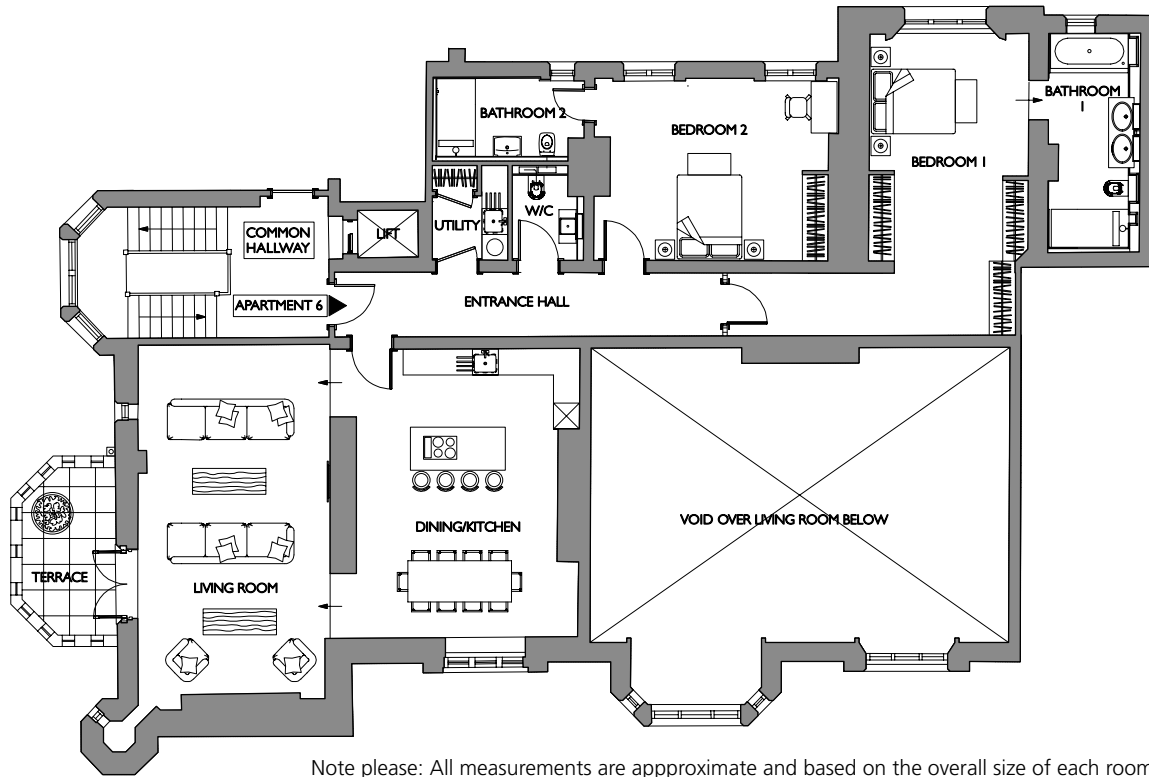 BATHROOM 2
BEDROOM 2
BEDROOM 1
BATHROOM
1
COMMON
HALLWAY
LIFT
UTILITY
W/C
APARTMENT 6
ENTRANCE HALL
DINING/KITCHEN
VOID OVER LIVING ROOM BELOW
TERRACE
LIVING ROOM
Note please: All measurements are appproximate and based on the overall size of each room